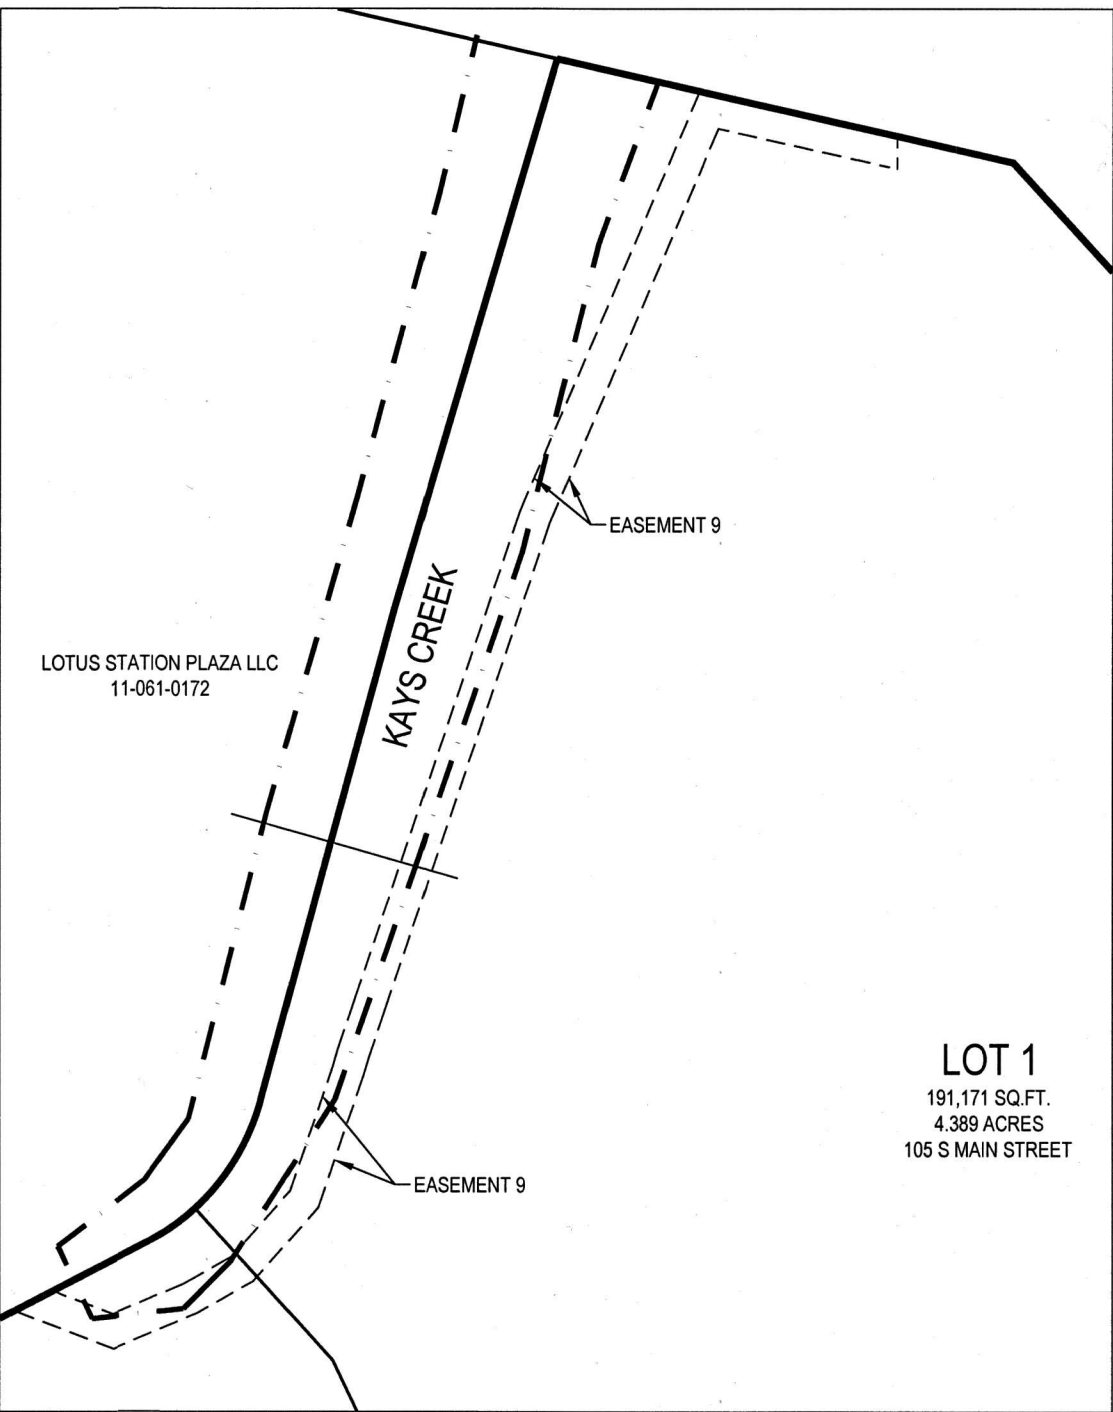 EASEMENT 9
KAYS CREEK
LOTUS STATION PLAZA LLC
11-061-0172
LOT 1
191,171 SQ.FT.
4.389 ACRES
105 S MAIN STREET
EASEMENT 9